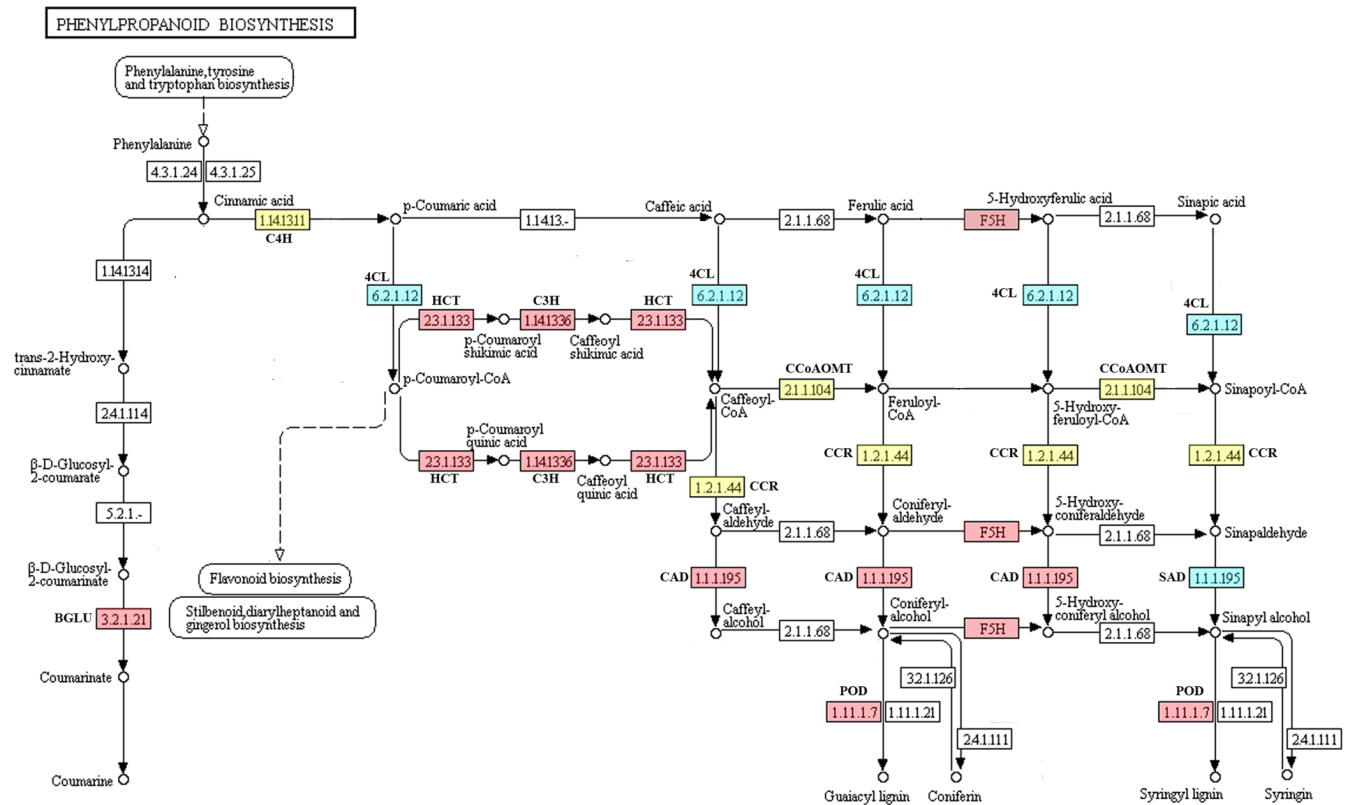 PHENYLPROPANOID BIOSYNTHESIS
Phenylalanine,tyrosine
and tryptophan biosynthesis
Phenylalanine
4.3.1.24
4.3.1.25
Cinnamic acid
1.14.1311
C4H
p-Coumaric acid
1.14.13.-
Caffeic acid
2.1.1.68
Ferulic acid
F5H
5-Hydroxyferulic acid
2.1.1.68
Sinapic acid
1.14.1314
4CL
6.2.1.12
4CL
6.2.1.12
4CL
6.2.1.12
4CL
6.2.1.12
4CL
6.2.1.12
HCT
23.1.133
C3H
1.14.1336
HCT
23.1.133
p-Coumaroyl
shikimic acid
Caffeoyl
shikimic acid
trans-2-Hydroxy-
cinnamate
p-Coumaroyl-CoA
Caffeoyl-
CoA
CCoAOMT
2.1.1.104
Feruloyl-
CoA
5-Hydroxy-
feruloyl-CoA
CCoAOMT
2.1.1.104
Sinapoyl-CoA
2.4.1.114
p-Coumaroyl
quinic acid
23.1.133
HCT
1.14.1336
C3H
Caffeoyl
quinic acid
23.1.133
HCT
β-D-Glucosyl-
2-coumarate
1.2.1.44
CCR
CCR
1.2.1.44
CCR
1.2.1.44
1.2.1.44
CCR
5.2.1.-
Caffeyl-
aldehyde
2.1.1.68
Coniferyl-
aldehyde
F5H
5-Hydroxy-
coniferaldehyde
2.1.1.68
Sinapaldehyde
β-D-Glucosyl-
2-coumarinate
Flavonoid biosynthesis
Stilbenoid,diarylheptanoid and
gingerol biosynthesis
CAD
1.1.1.195
CAD
1.1.1.195
CAD
1.1.1.195
SAD
1.1.1.195
BGLU
3.2.1.21
Caffeyl-
alcohol
2.1.1.68
Coniferyl-
alcohol
F5H
5-Hydroxy-
coniferyl alcohol
2.1.1.68
Sinapyl alcohol
Coumarinate
3.2.1.126
3.2.1.126
POD
1.11.1.7
1.11.1.21
POD
1.11.1.7
1.11.1.21
2.4.1.111
2.4.1.111
Coumarine
Guaiacyl lignin
Coniferin
Syringyl lignin
Syringin